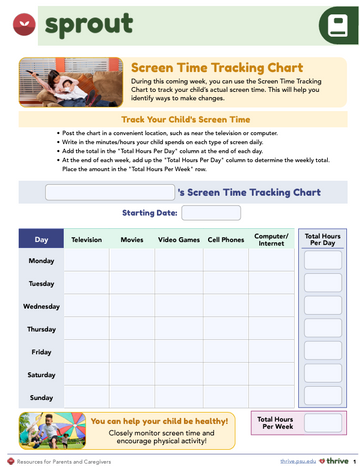 sprout
Screen Time Tracking Chart
During this coming week, you can use the Screen Time Tracking
Chart to track your child's actual screen time. This will help you
identify ways to make changes.
Track Your Child's Screen Time
• Post the chart in a convenient location, such as near the television or computer.
• Write in the minutes/hours your child spends on each type of screen daily.
• Add the total in the "Total Hours Per Day" column at the end of each day.
• At the end of each week, add up the "Total Hours Per Day" column to determine the weekly total.
Place the amount in the "Total Hours Per Week" row.
's Screen Time Tracking Chart
Starting Date:
Day Television Movies Video Games Cell Phones Computer/ Internet Total Hours Per Day
Monday
Tuesday
Wednesday
Thursday
Friday
Saturday
Sunday
You can help your child be healthy!
Closely monitor screen time and
encourage physical activity!
Total Hours
Per Week
Resources for Parents and Caregivers
thrive.psu.edu thrive 1